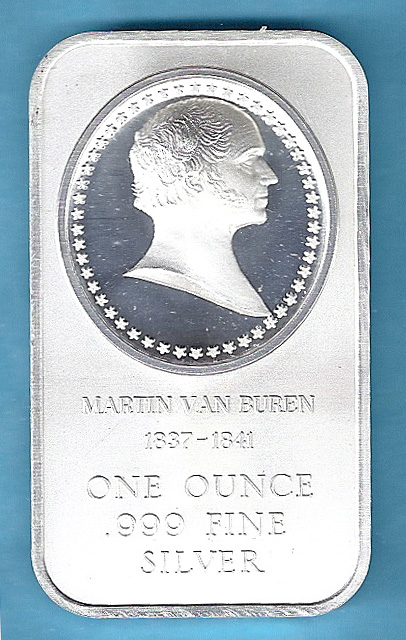 MARTIN VAN BUREN
1837-1841
ONE OUNCE
.999 FINE
SILVER